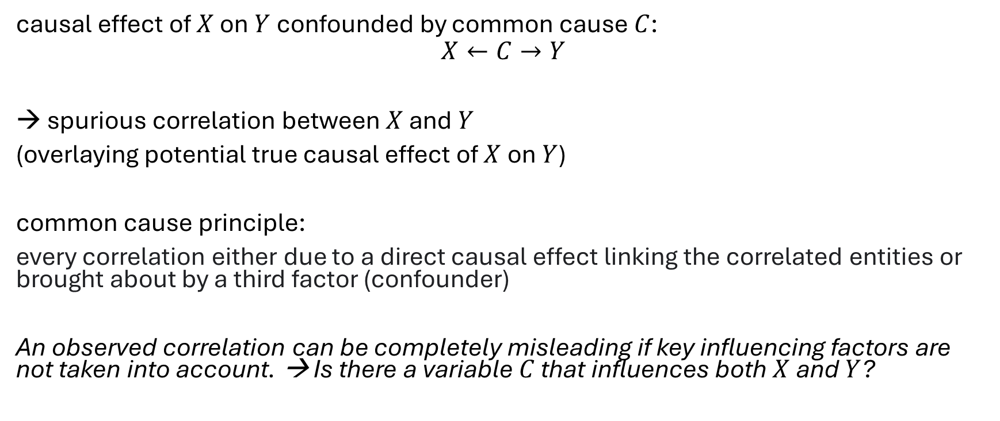 causal effect of X on Y confounded by common cause C:
X ← C → Y
→ spurious correlation between X and Y
(overlaying potential true causal effect of X on Y)
common cause principle:
every correlation either due to a direct causal effect linking the correlated entities or
brought about by a third factor (confounder)
An observed correlation can be completely misleading if key influencing factors are
not taken into account. → Is there a variable C that influences both X and Y?